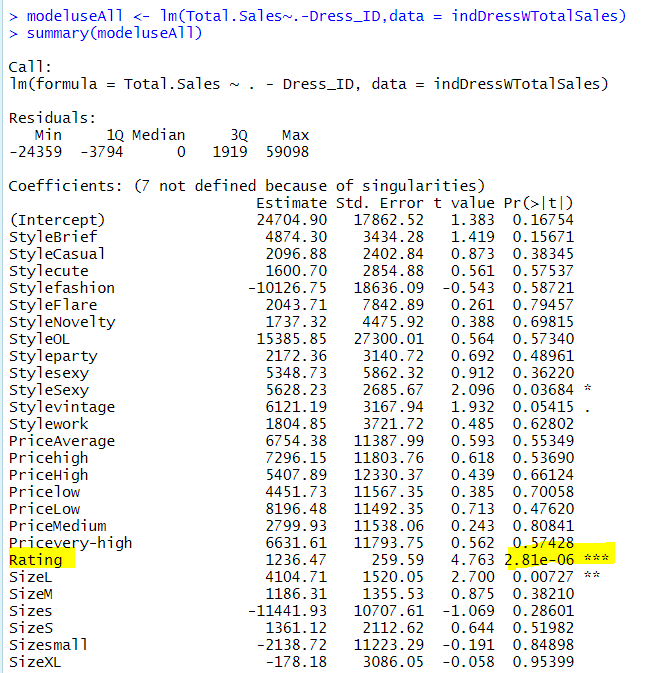 > modeluseAll <- lm(Total.Sales~.-Dress_ID,data = indDressWTotalSales)
> summary(modeluseAll)
Call:
lm(formula = Total.Sales ~ . - Dress_ID, data = indDressWTotalSales)
Residuals:
Min 1Q Median 3Q Max
-24359 -3794 0 1919 59098
Coefficients: (7 not defined because of singularities)
Estimate Std. Error t value Pr(>|t|)
(Intercept) 24704.90 17862.52 1.383 0.16754
StyleBrief 4874.30 3434.28 1.419 0.15671
StyleCasual 2096.88 2402.84 0.873 0.38345
Stylecute 1600.70 2854.88 0.561 0.57537
Stylefashion -10126.75 18636.09 -0.543 0.58721
StyleFlare 2043.71 7842.89 0.261 0.79457
StyleNovelty 1737.32 4475.92 0.388 0.69815
StyleOL 15385.85 27300.01 0.564 0.57340
Styleparty 2172.36 3140.72 0.692 0.48961
Stylesexy 5348.73 5862.32 0.912 0.36220
StyleSexy 5628.23 2685.67 2.096 0.03684 *
Stylevintage 6121.19 3167.94 1.932 0.05415 .
Stylework 1804.85 3721.72 0.485 0.62802
PriceAverage 6754.38 11387.99 0.593 0.55349
Pricehigh 7296.15 11803.76 0.618 0.53690
PriceHigh 5407.89 12330.37 0.439 0.66124
Pricelow 4451.73 11567.35 0.385 0.70058
PriceLow 8196.48 11492.35 0.713 0.47620
PriceMedium 2799.93 11538.06 0.243 0.80841
Pricevery-high 6631.61 11793.75 0.562 0.57428
Rating 1236.47 259.59 4.763 2.81e-06 ***
SizeL 4104.71 1520.05 2.700 0.00727 **
SizeM 1186.31 1355.53 0.875 0.38210
Sizes -11441.93 10707.61 -1.069 0.28601
SizeS 1361.12 2112.62 0.644 0.51982
Sizesmall -2138.72 11223.29 -0.191 0.84898
SizeXL -178.18 3086.05 -0.058 0.95399